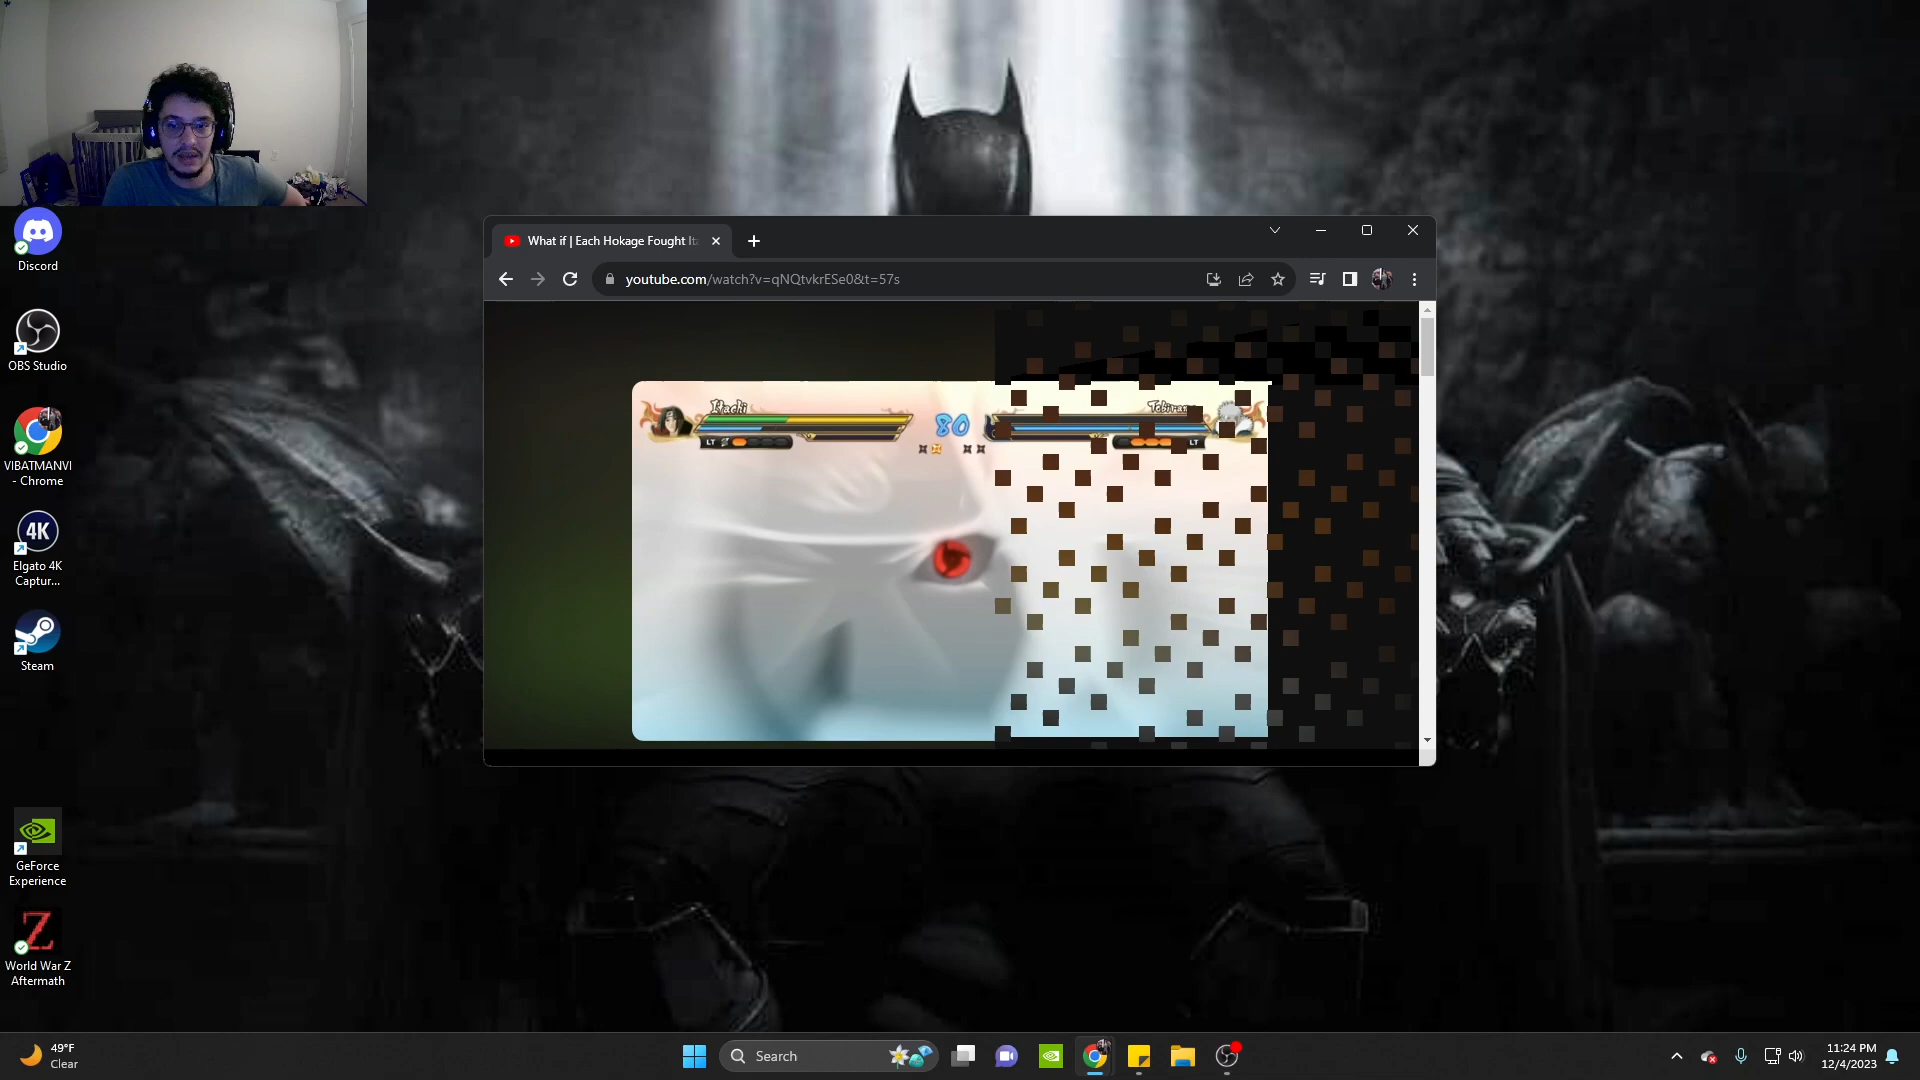 Discord
OBS Studio
VIBATMANVI
- Chrome
4K
Elgato 4K
Captur...
Steam
GeForce
Experience
Z
World War Z
Aftermath
What if | Each Hokage Fought It
youtube.com/watch?v=qNQtvkrESe0&t=57s
Itachi
80
LT
LT
49°F
Clear
Search
11:24 PM
12/4/2023